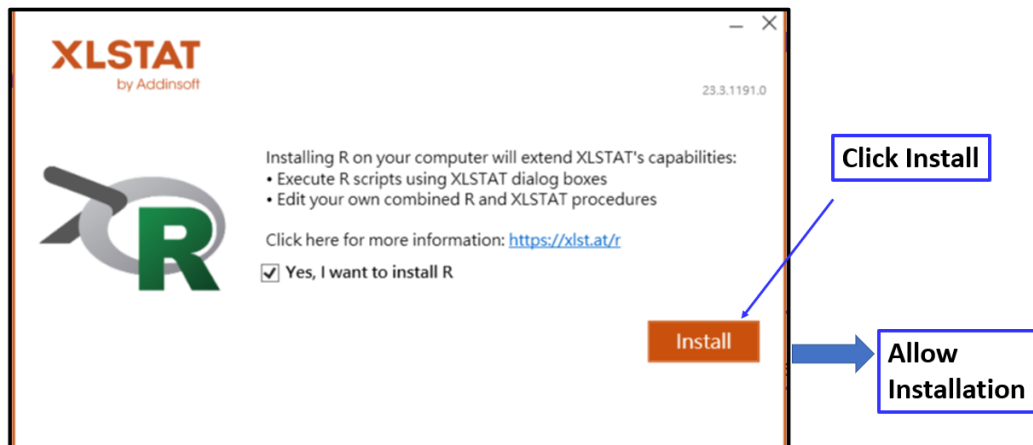 XLSTAT
by Addinsoft
23.3.1191.0
Installing R on your computer will extend XLSTAT's capabilities:
• Execute R scripts using XLSTAT dialog boxes
• Edit your own combined R and XLSTAT procedures
Click here for more information: https://xlst.at/r
Yes, I want to install R
R
Install
Click Install
Allow
Installation